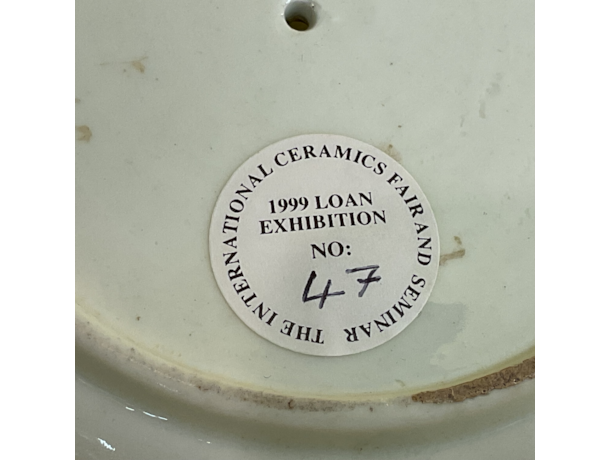 THE INTERNATIONAL CERAMICS FAIR AND SEMINAR
1999 LOAN
EXHIBITION
NO:
47